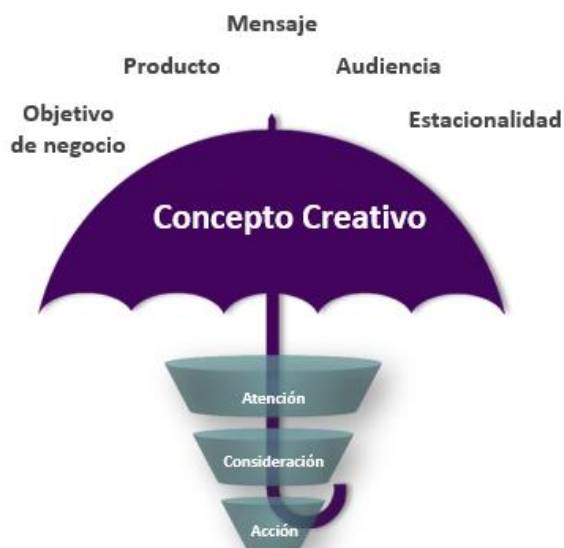 Mensaje
Producto
Audiencia
Objetivo
de negocio
Estacionalidad
Concepto Creativo
Atención
Consideración
Acción